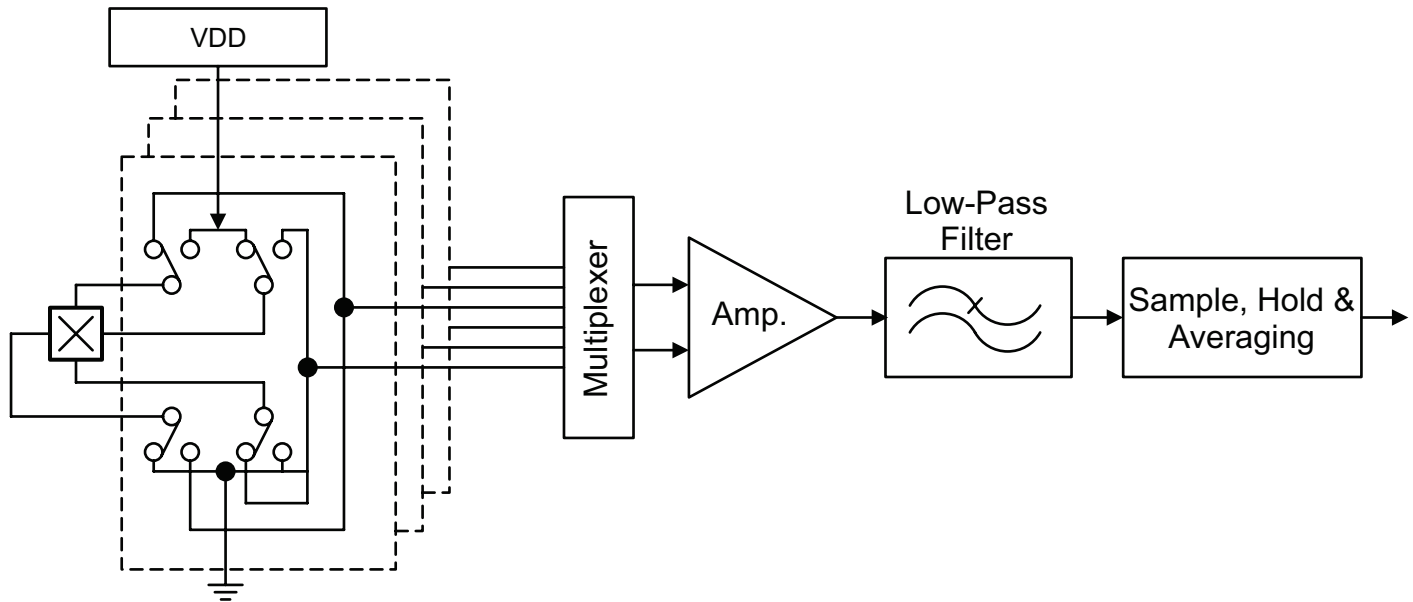 VDD
Multiplexer
Amp.
Low-Pass
Filter
Sample, Hold &
Averaging